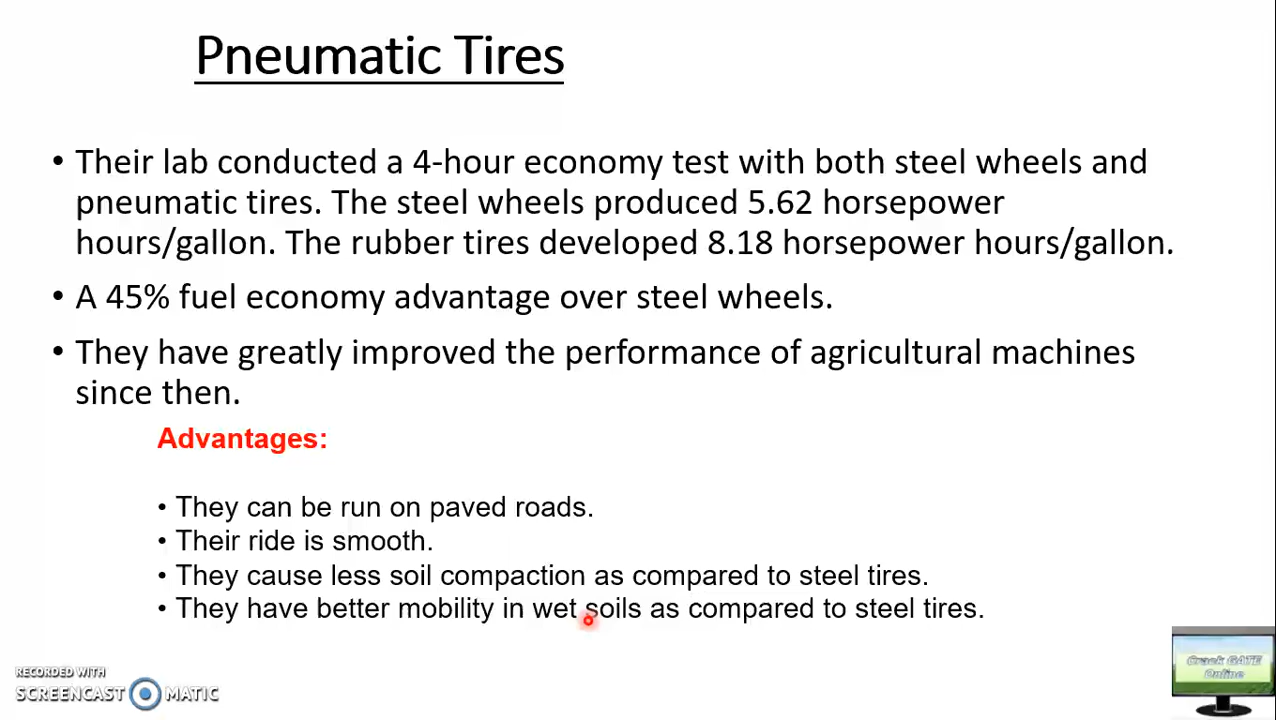 Pneumatic Tires
• Their lab conducted a 4-hour economy test with both steel wheels and
pneumatic tires. The steel wheels produced 5.62 horsepower
hours/gallon. The rubber tires developed 8.18 horsepower hours/gallon.
• A 45% fuel economy advantage over steel wheels.
• They have greatly improved the performance of agricultural machines
since then.
Advantages:
• They can be run on paved roads.
• Their ride is smooth.
• They cause less soil compaction as compared to steel tires.
• They have better mobility in wet soils as compared to steel tires.
RECORDED WITH
SCREENCAST MATIC
Crack GATE
Online